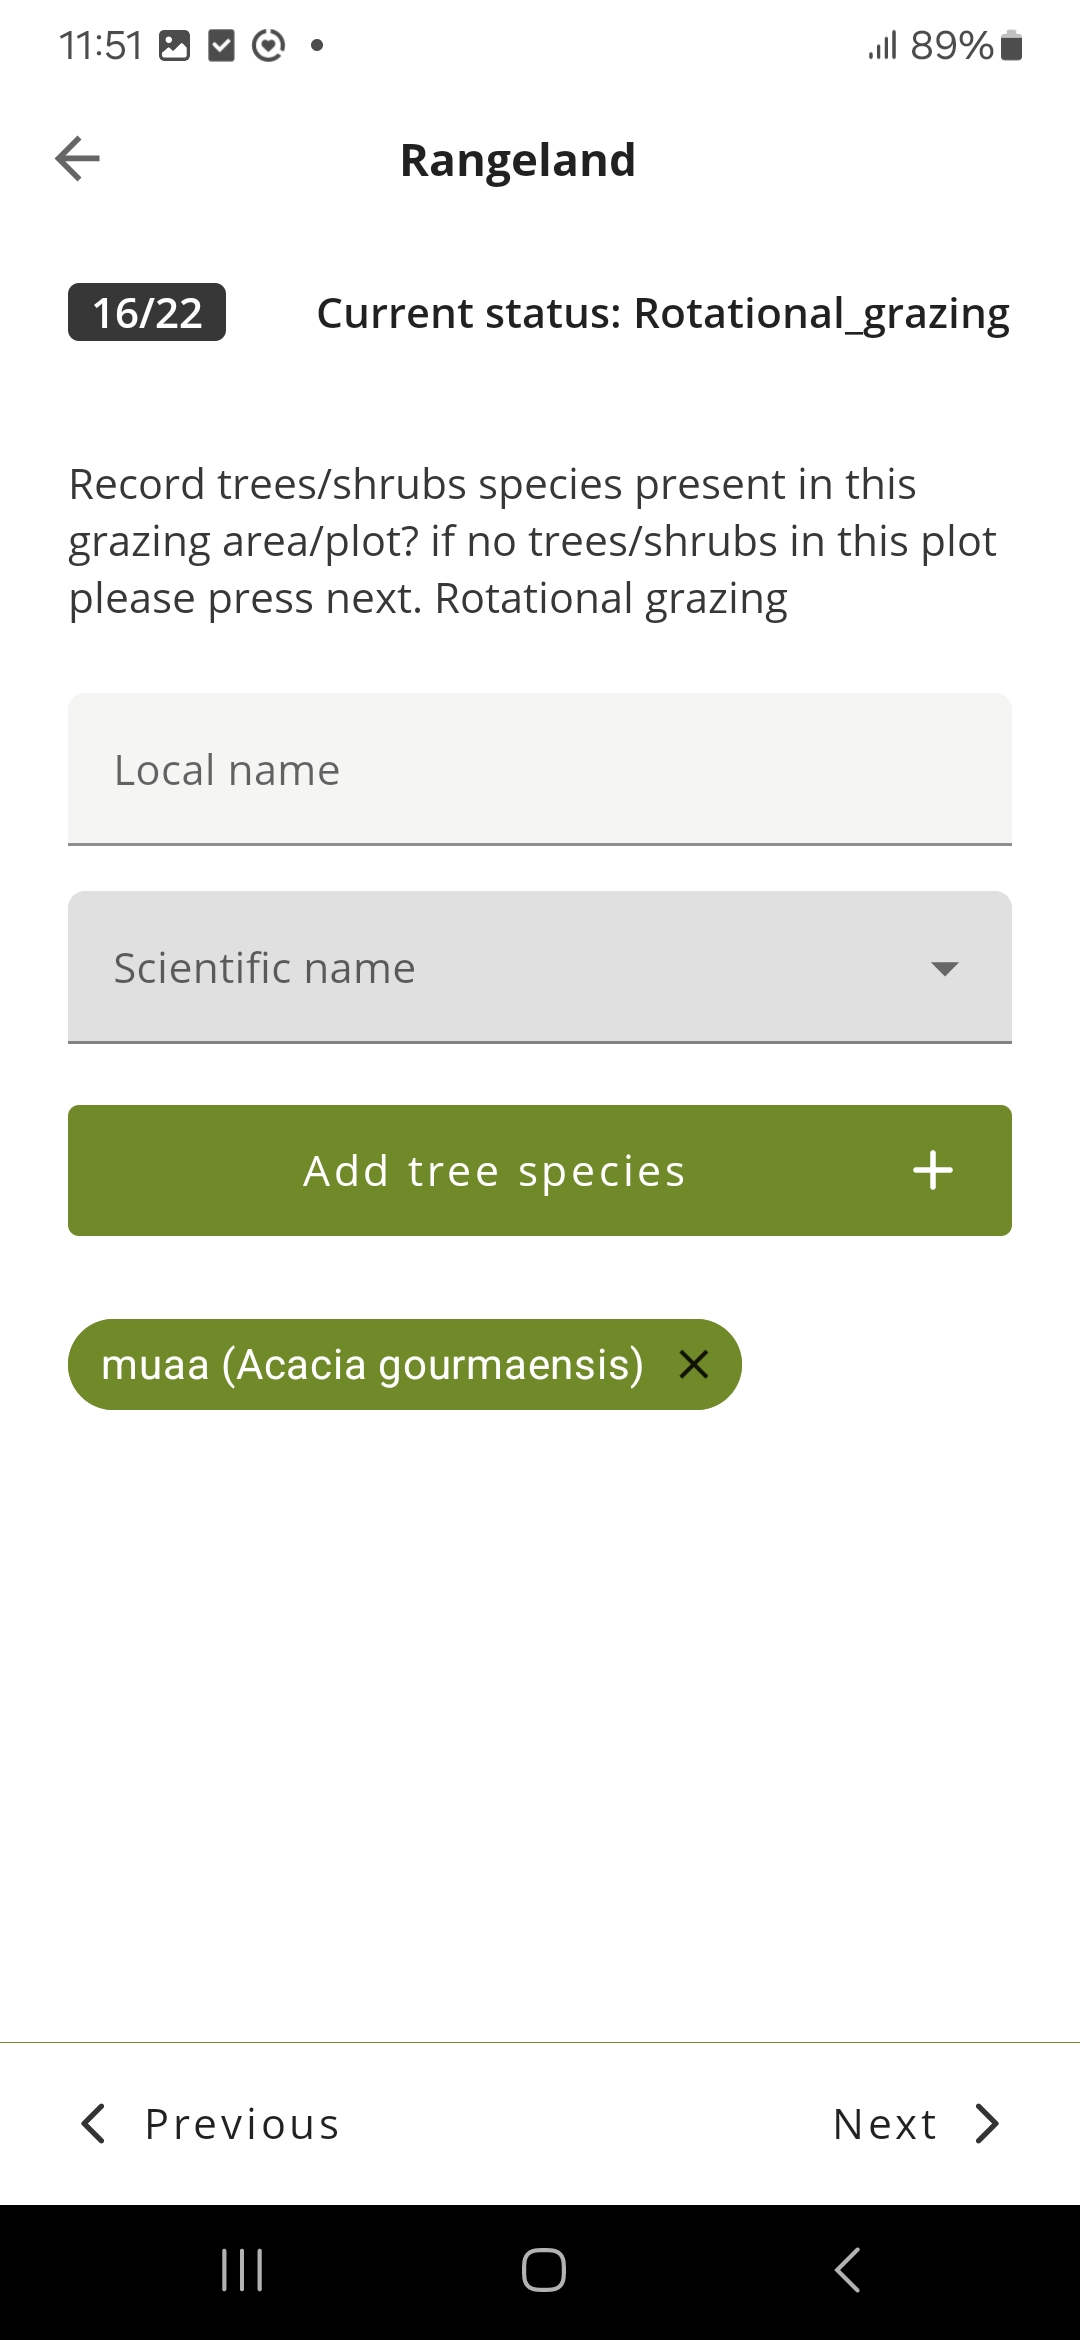 11:51
89%
Rangeland
16/22
Current status: Rotational_grazing
Record trees/shrubs species present in this
grazing area/plot? if no trees/shrubs in this plot
please press next. Rotational grazing
Local name
Scientific name
Add tree species
muaa (Acacia gourmaensis)
Previous
Next